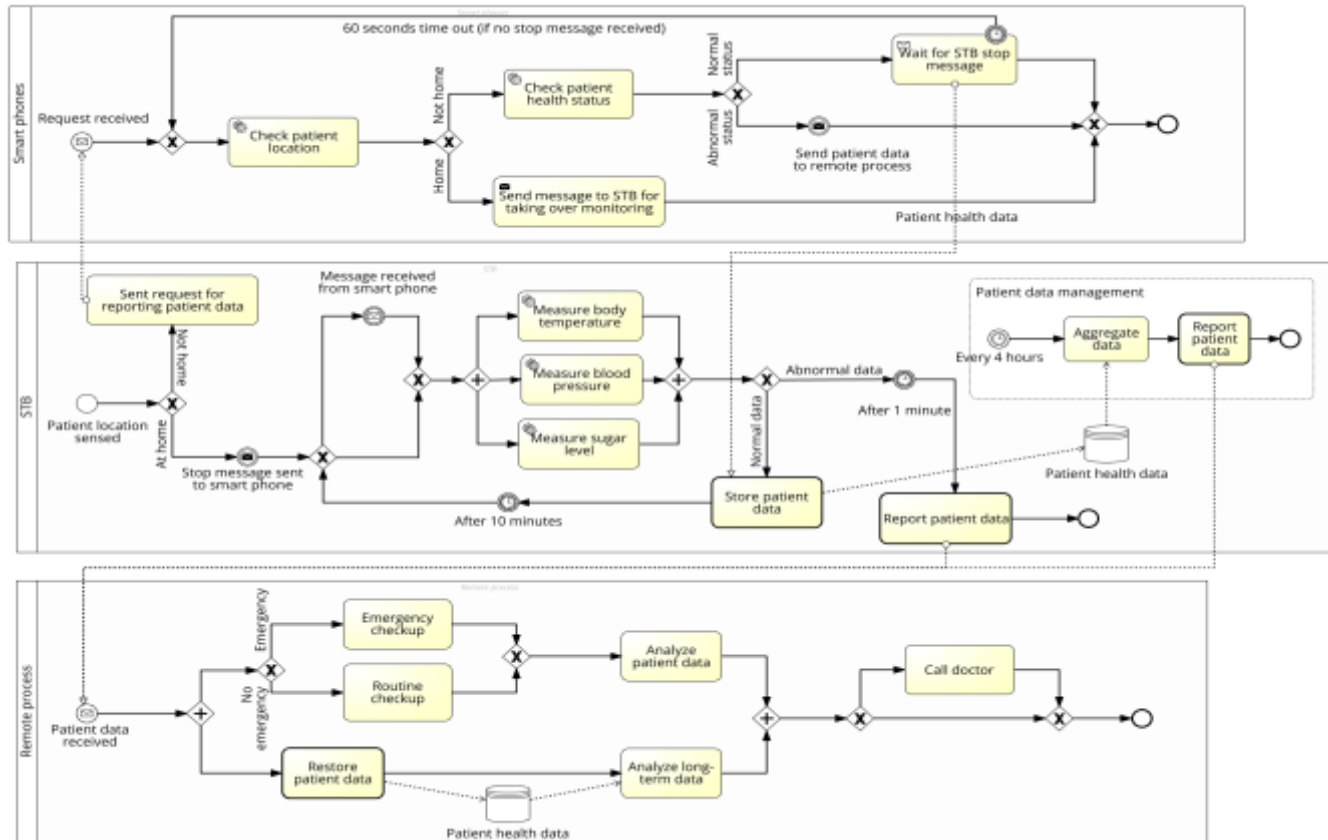 Smart phones
60 seconds time out (if no stop message received)
Request received
Check patient
location
Not home
Home
Check patient
health status
Send message to STB for
taking over monitoring
Normal
status
Abnormal
status
Wait for STB stop
message
Send patient data
to remote process
Patient health data
STB
STB
Sent request for
reporting patient data
Not home
Patient location
sensed
At home
Stop message sent
to smart phone
Message received
from smart phone
Measure body
temperature
Measure blood
pressure
Measure sugar
level
After 10 minutes
Abnormal data
Normal data
After 1 minute
Store patient
data
Report patient data
Patient data management
Every 4 hours
Aggregate
data
Report
patient
data
Patient health data
Remote process
Remote process
Patient data
received
Emergency
No
emergency
Emergency
checkup
Routine
checkup
Restore
patient data
Patient health data
Analyze
patient data
Analyze long-
term data
Call doctor